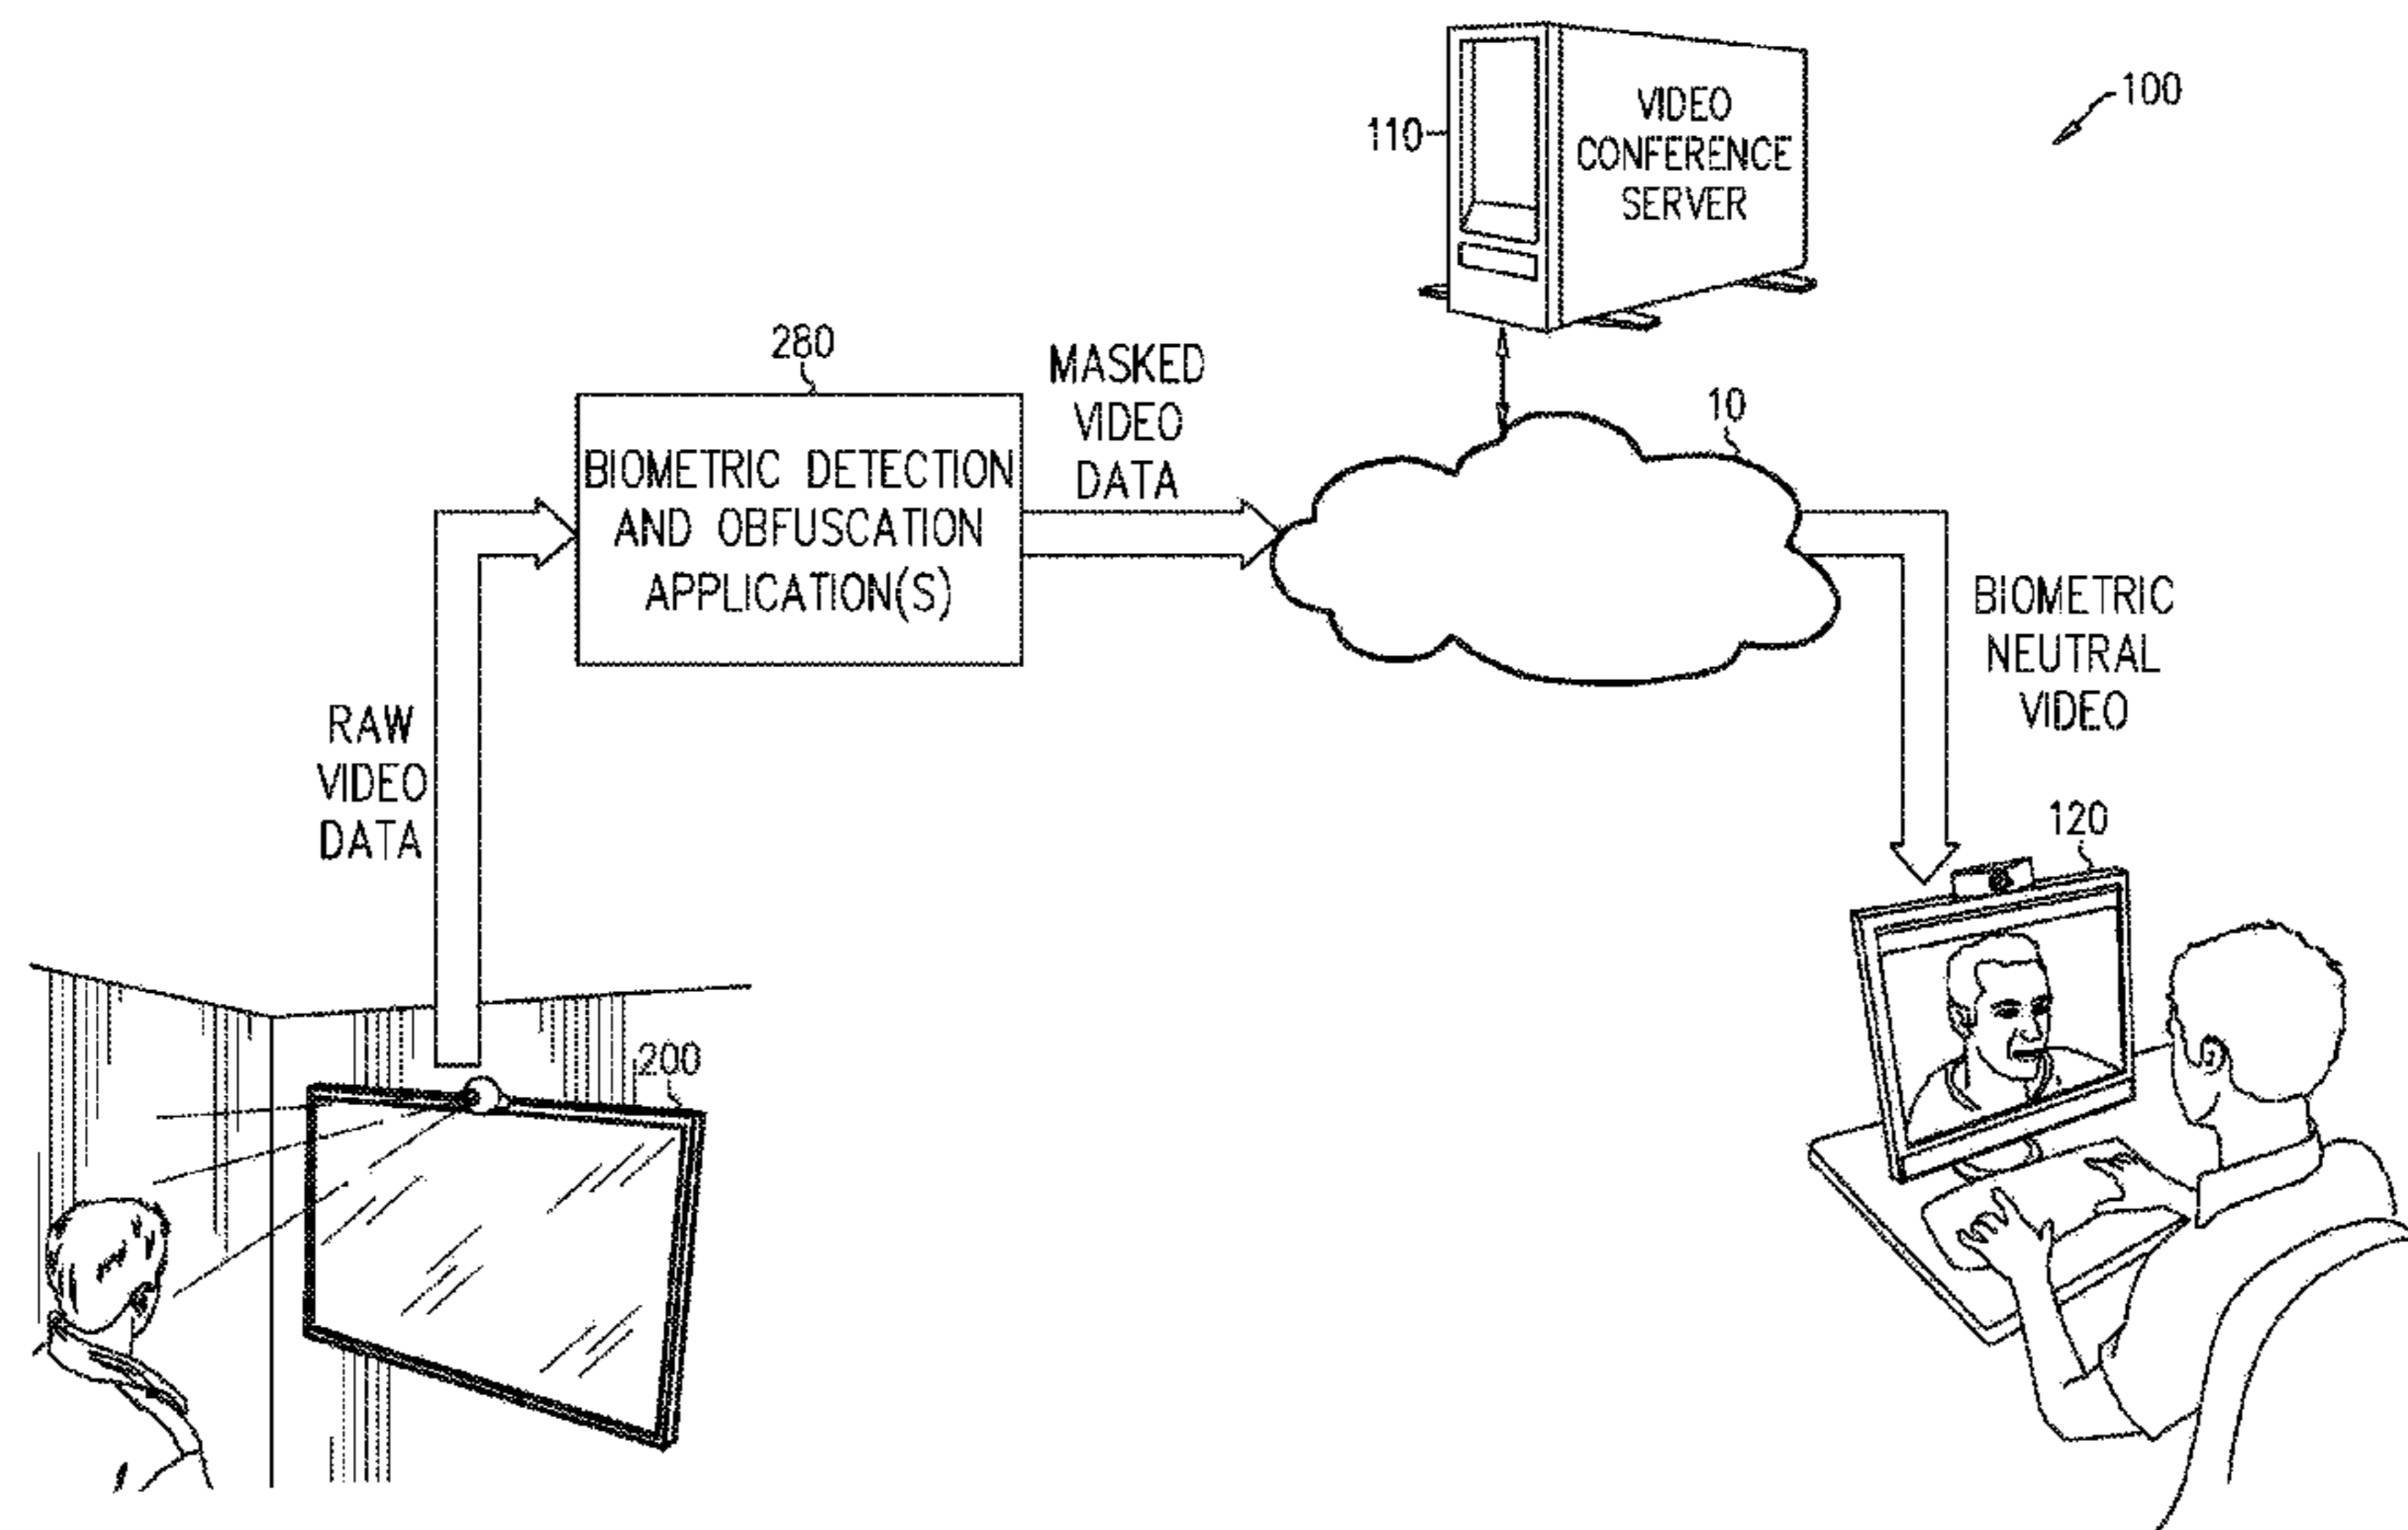 100
110
VIDEO
CONFERENCE
SERVER
280
MASKED
VIDEO
DATA
10
BIOMETRIC DETECTION
AND OBFUSCATION
APPLICATION(S)
BIOMETRIC
NEUTRAL
VIDEO
RAW
VIDEO
DATA
120
200